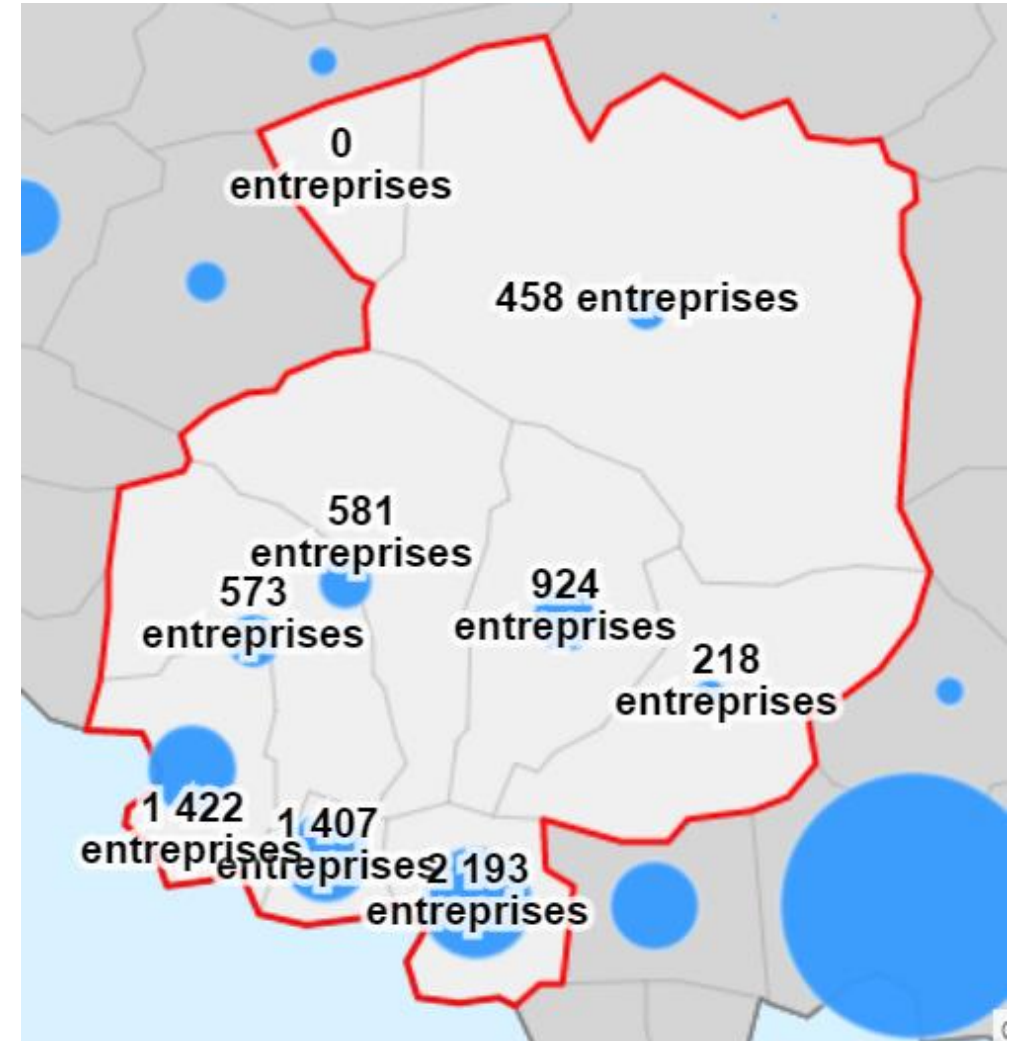 0
entreprises
458 entreprises
581
entreprises
573
entreprises
924
entreprises
218
entreprises
1 422
entreprises
1 407
entreprises
2 193
entreprises